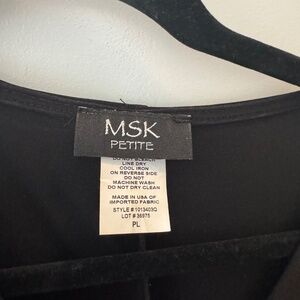 MSK
PETITE
DO NOT BLEACH
LINE DRY
COOL IRON
ON REVERSE SIDE
DO NOT
MACHINE WASH
DO NOT DRY CLEAN
MADE IN USA OF
IMPORTED FABRIC
STYLE # 1013403Q
LOT # 36975
PL